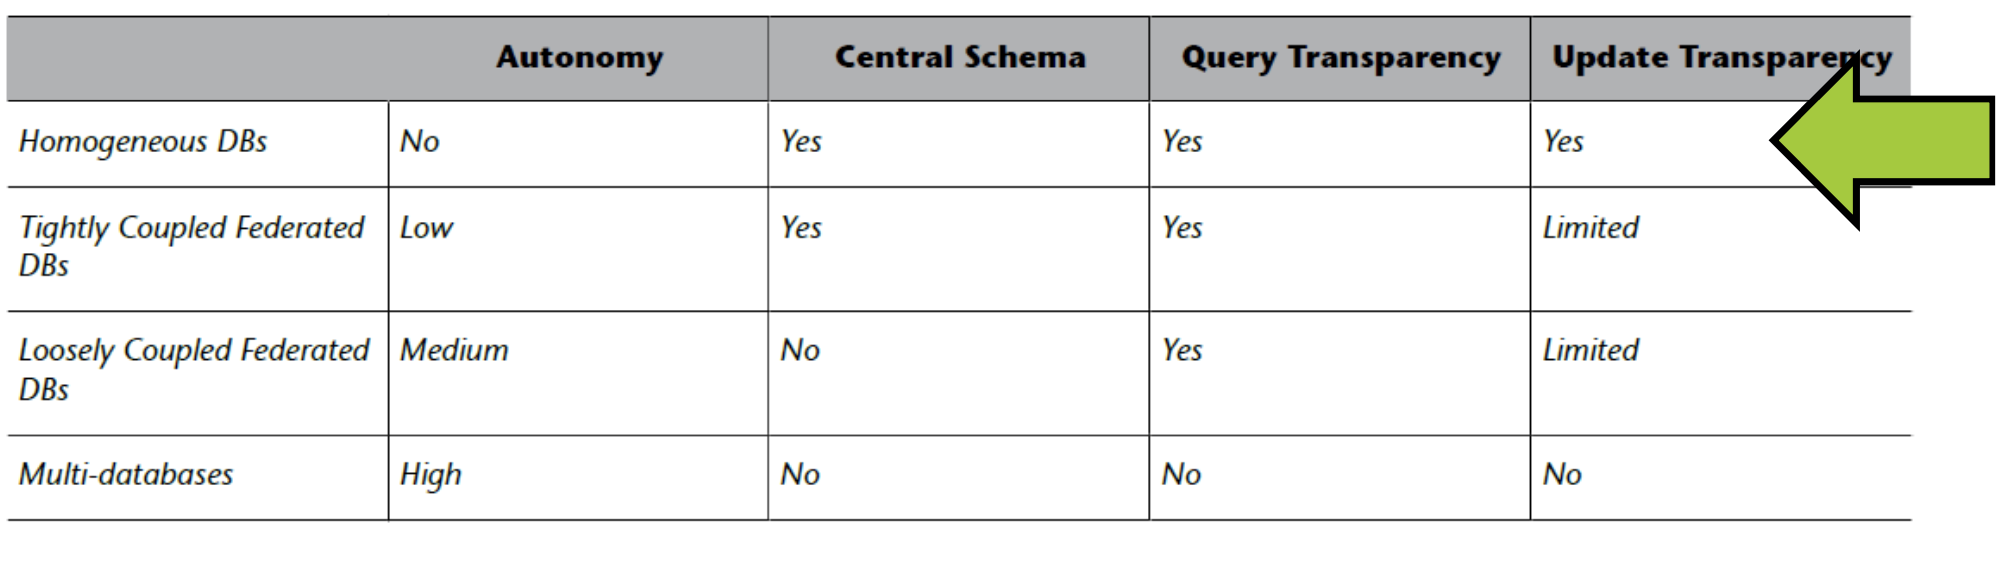 Autonomy Central Schema Query Transparency Update Transparency
Homogeneous DBs No Yes Yes Yes
Tightly Coupled Federated Low Yes Yes Limited
DBs
Loosely Coupled Federated Medium No Yes Limited
DBs
Multi-databases High No No No